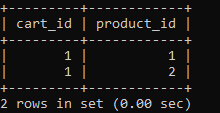 +---------+------------+
| cart_id | product_id |
+---------+------------+
|       1 |          1 |
|       1 |          2 |
+---------+------------+
2 rows in set (0.00 sec)